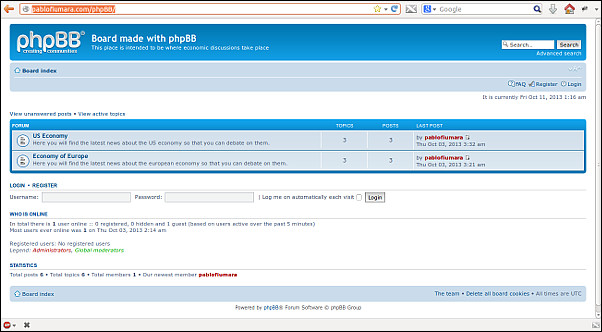 pablofiumara.com/phpBB/
Google
phpBB®
creating communities
Board made with phpBB
This place is intended to be where economic discussions take place
Search...
Search
Advanced search
Board index
FAQ Register Login
It is currently Fri Oct 11, 2013 1:16 am
View unanswered posts • View active topics
FORUM TOPICS POSTS LAST POST
US Economy
Here you will find the latest news about the US economy so that you can debate on them.
3 3
by pablofiumara
Thu Oct 03, 2013 3:32 am
Economy of Europe
Here you will find the latest news about the european economy so that you can debate on them.
3 3
by pablofiumara
Thu Oct 03, 2013 3:21 am
LOGIN • REGISTER
Username: Password: | Log me on automatically each visit Login
WHO IS ONLINE
In total there is 1 user online :: 0 registered, 0 hidden and 1 guest (based on users active over the past 5 minutes)
Most users ever online was 1 on Thu Oct 03, 2013 2:14 am
Registered users: No registered users
Legend: Administrators, Global moderators
STATISTICS
Total posts 6 • Total topics 6 • Total members 1 • Our newest member pablofiumara
Board index
The team • Delete all board cookies • All times are UTC
Powered by phpBB® Forum Software © phpBB Group